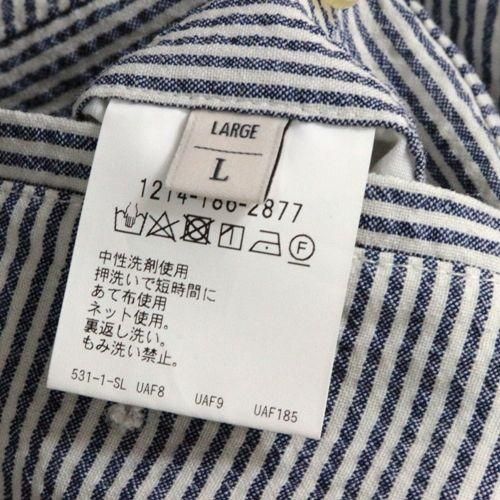 LARGE
L
1214-166-2877
F
中性洗剤使用
押洗いで短時間に
あて布使用
ネット使用。
裏返し洗い。
もみ洗い禁止。
531-1-SL UAF8 UAF9 UAF185